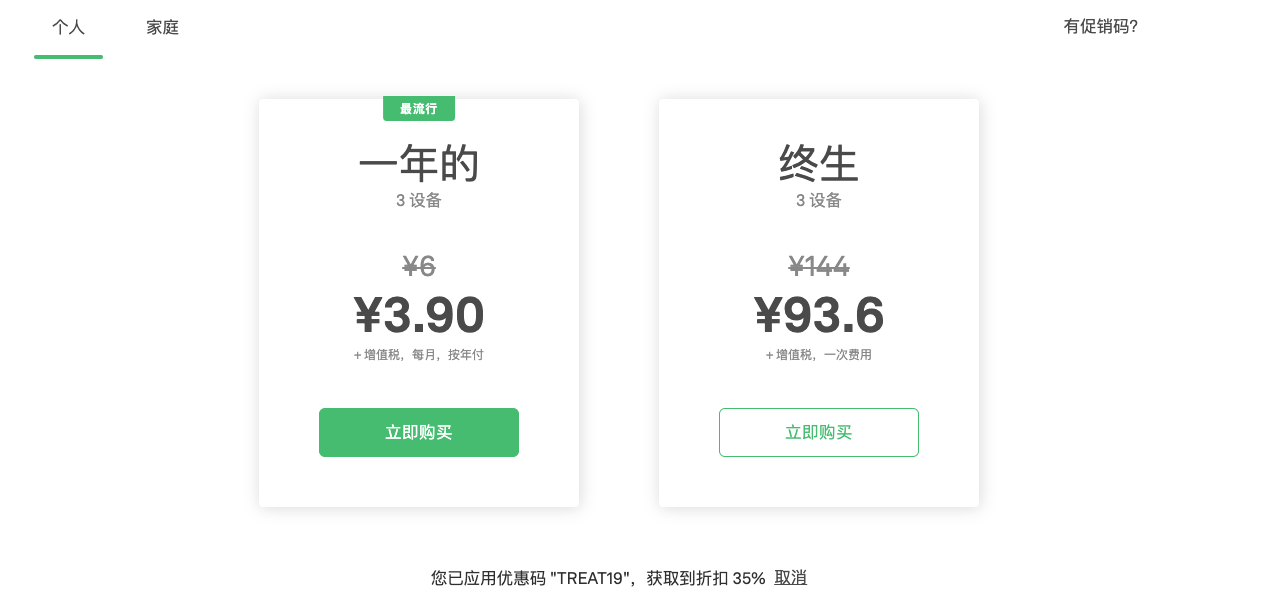 个人
家庭
有促销码?
最流行
一年的
3 设备
¥6
¥3.90
+ 增值税，每月，按年付
立即购买
终生
3 设备
¥144
¥93.6
+ 增值税，一次费用
立即购买
您已应用优惠码 "TREAT19"，获取到折扣 35% 取消